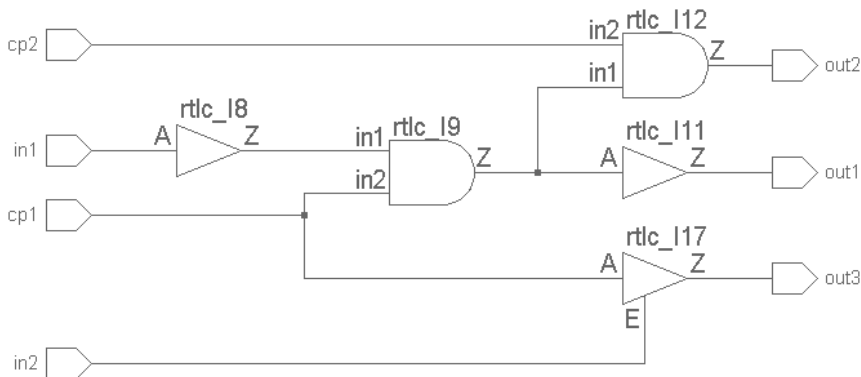 rtlc_I12
cp2
in2
Z
out2
in1
rtlc_I8
rtlc_I9
rtlc_I11
in1
A
Z
in1
Z
A
Z
out1
in2
cp1
rtlc_I17
A
Z
out3
E
in2